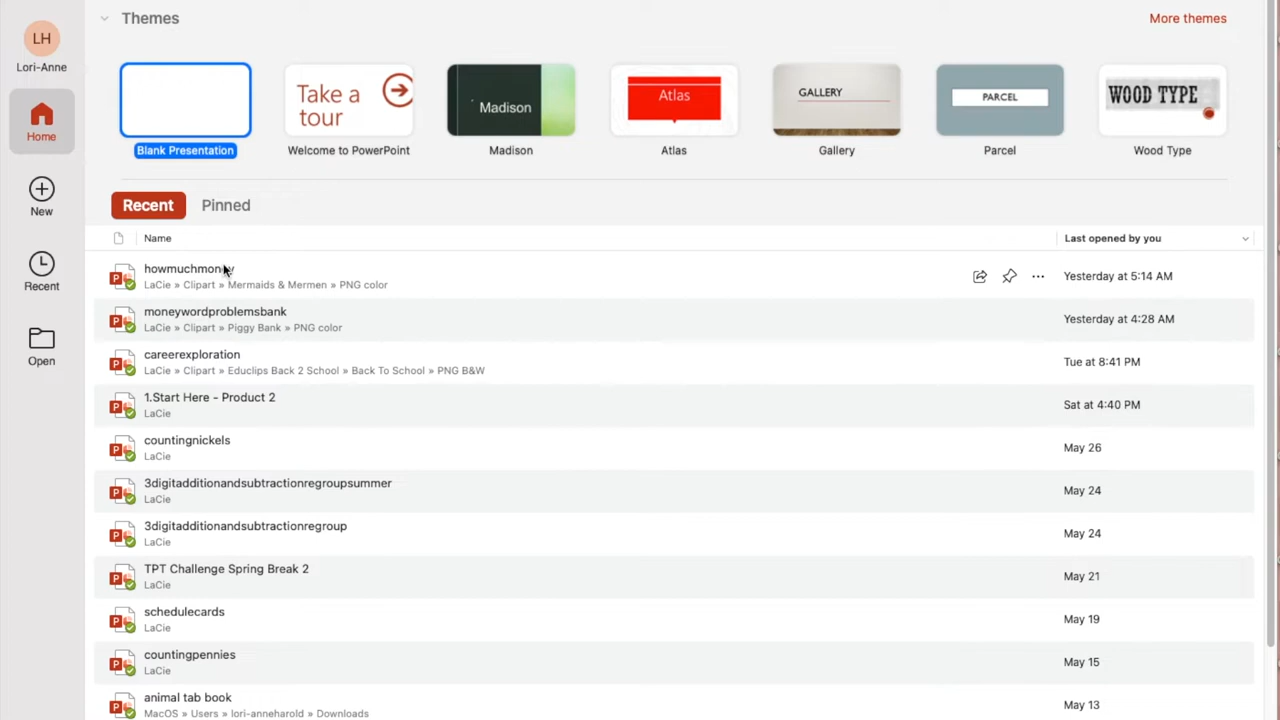 Themes
More themes
LH
Lori-Anne
Home
New
Recent
Open
Take a
tour
Madison
Atlas
GALLERY
PARCEL
WOOD TYPE
Blank Presentation
Welcome to PowerPoint
Madison
Atlas
Gallery
Parcel
Wood Type
Recent Pinned
Name Last opened by you
howmuchmoney Yesterday at 5:14 AM
LaCie » Clipart » Mermaids & Mermen » PNG color
moneywordproblemsbank Yesterday at 4:28 AM
LaCie » Clipart » Piggy Bank » PNG color
careerexploration Tue at 8:41 PM
LaCie » Clipart » Educlips Back 2 School » Back To School » PNG B&W
1.Start Here - Product 2 Sat at 4:40 PM
LaCie
countingnickels May 26
LaCie
3digitadditionandsubtractionregroupsummer May 24
LaCie
3digitadditionandsubtractionregroup May 24
LaCie
TPT Challenge Spring Break 2 May 21
LaCie
schedulecards May 19
LaCie
countingpennies May 15
LaCie
animal tab book May 13
MacOS » Users » lori-anneharold » Downloads